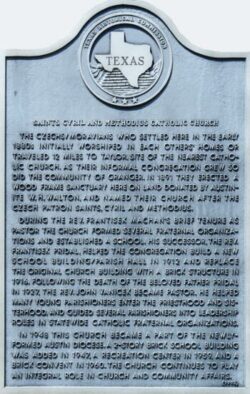 TEXAS HISTORICAL COMMISSION
TEXAS
SAINTS CYRIL AND METHODIUS CATHOLIC CHURCH
THE CZECHS/MORAVIANS WHO SETTLED HERE IN THE EARLY
1880S INITIALLY WORSHIPED IN EACH OTHERS' HOMES OR
TRAVELED 12 MILES TO TAYLOR, SITE OF THE NEAREST CATHO-
LIC CHURCH. AS THEIR INFORMAL CONGREGATION GREW SO
DID THE COMMUNITY OF GRANGER. IN 1891 THEY ERECTED A
WOOD FRAME SANCTUARY HERE ON LAND DONATED BY AUSTIN-
ITE W.H. WALTON, AND NAMED THEIR CHURCH AFTER THE
CZECH PATRON SAINTS, CYRIL AND METHODIUS.
DURING THE REV. FRANTISEK MACHAN'S BRIEF TENURE AS
PASTOR THE CHURCH FORMED SEVERAL FRATERNAL ORGANIZA-
TIONS AND ESTABLISHED A SCHOOL. HIS SUCCESSOR, THE REV.
FRANTISEK PRIDAL, HELPED THE CONGREGATION BUILD A NEW
SCHOOL BUILDING/PARISH HALL IN 1912 AND REPLACE
THE ORIGINAL CHURCH BUILDING WITH A BRICK STRUCTURE IN
1916. FOLLOWING THE DEATH OF THE BELOVED FATHER PRIDAL
IN 1937, THE REV. JOHN VANICEK BECAME PASTOR. HE HELPED
MANY YOUNG PARISHIONERS ENTER THE PRIESTHOOD AND SIS-
TERHOOD, AND GUIDED SEVERAL PARISHIONERS INTO LEADERSHIP
ROLES IN STATEWIDE CATHOLIC FRATERNAL ORGANIZATIONS.
IN 1948 THIS CHURCH BECAME A PART OF THE NEWLY-
FORMED AUSTIN DIOCESE. A 2-STORY BRICK SCHOOL BUILDING
WAS ADDED IN 1947, A RECREATION CENTER IN 1957, AND A
BRICK CONVENT IN 1960. THE CHURCH CONTINUES TO PLAY
AN INTEGRAL ROLE IN CHURCH AND COMMUNITY AFFAIRS.